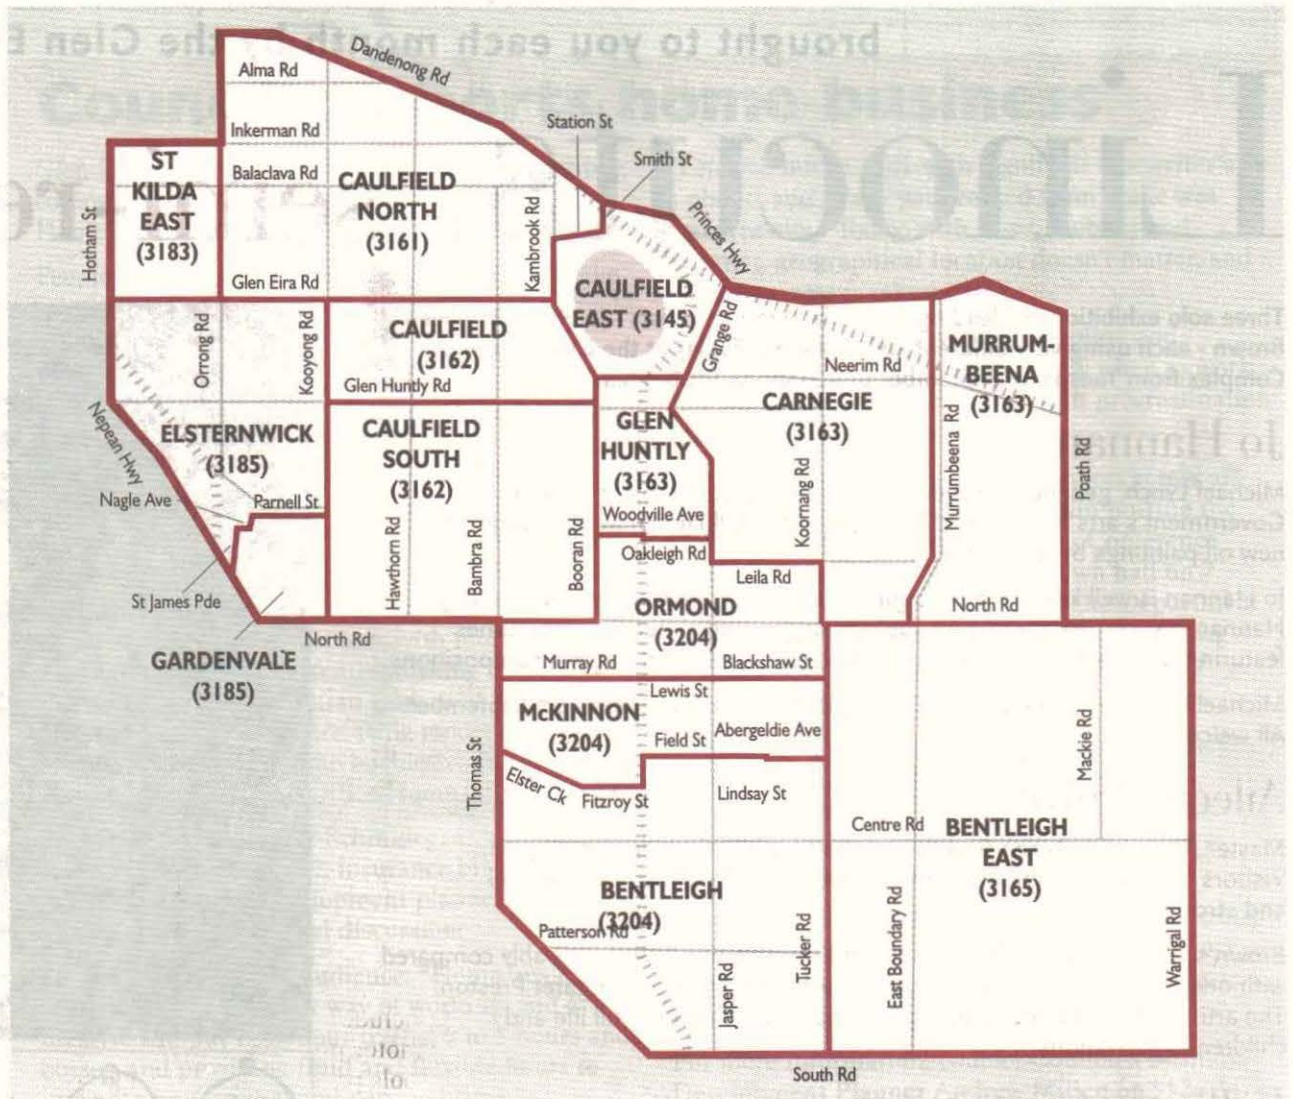 brought to you each month by the Glen E
Dandenong Rd
Alma Rd
Station St
Inkerman Rd
Smith St
ST
KILDA
EAST
(3183)
Balaclava Rd
CAULFIELD
NORTH
(3161)
Princes Hwy
Hotham St
Kambrook Rd
Glen Eira Rd
CAULFIELD
EAST (3145)
Three solo exhibitio
Orrong Rd
Kooyong Rd
CAULFIELD
(3162)
Glen Huntly Rd
Grange Rd
Neerim Rd
MURRUM-
BEENA
(3163)
Nepean Hwy
ELSTERNWICK
(3185)
CAULFIELD
SOUTH
(3162)
GLEN
HUNTLY
(3163)
CARNEGIE
(3163)
Murrumbeena Rd
Poath Rd
Jo Hannan
Nagle Ave
Parnell St
Woodville Ave
Koornang Rd
Hawthorn Rd
Bambra Rd
Booran Rd
Oakleigh Rd
Leila Rd
St James Pde
ORMOND
(3204)
North Rd
North Rd
GARDENVALE
(3185)
Murray Rd
Blackshaw St
Lewis St
McKINNON
(3204)
Field St
Abergeldie Ave
Thomas St
Elster Ck
Fitzroy St
Lindsay St
Mackie Rd
Centre Rd
BENTLEIGH
EAST
(3165)
BENTLEIGH
(3204)
Patterson Rd
Jasper Rd
Tucker Rd
East Boundary Rd
Warrigal Rd
South Rd